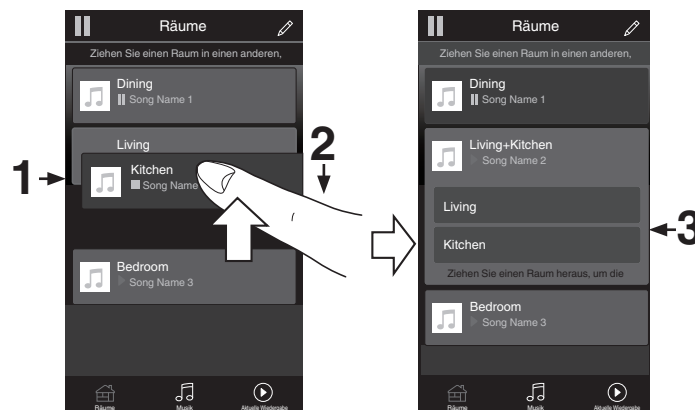 Räume
Ziehen Sie einen Raum in einen anderen,
Dining
Song Name 1
Living
Kitchen
Song Name
Bedroom
Song Name 3
Räume
Musik
Aktuelle Wiedergabe
1
2
Räume
Ziehen Sie einen Raum in einen anderen,
Dining
Song Name 1
Living+Kitchen
Song Name 2
Living
Kitchen
Ziehen Sie einen Raum heraus, um die
Bedroom
Song Name 3
Räume
Musik
Aktuelle Wiedergabe
3